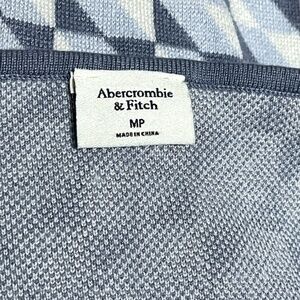 Abercrombie
& Fitch
MP
MADE IN CHINA